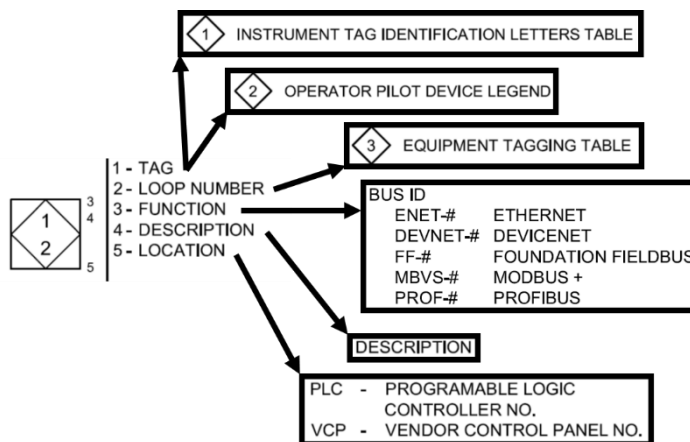 1 INSTRUMENT TAG IDENTIFICATION LETTERS TABLE
2 OPERATOR PILOT DEVICE LEGEND
3 EQUIPMENT TAGGING TABLE
1 - TAG
2 - LOOP NUMBER
3 - FUNCTION
4 - DESCRIPTION
5 - LOCATION
1
2
3
4
5
BUS ID
ENET-# ETHERNET
DEVNET-# DEVICENET
FF-# FOUNDATION FIELDBUS
MBVS-# MODBUS +
PROF-# PROFIBUS
DESCRIPTION
PLC - PROGRAMABLE LOGIC
CONTROLLER NO.
VCP - VENDOR CONTROL PANEL NO.